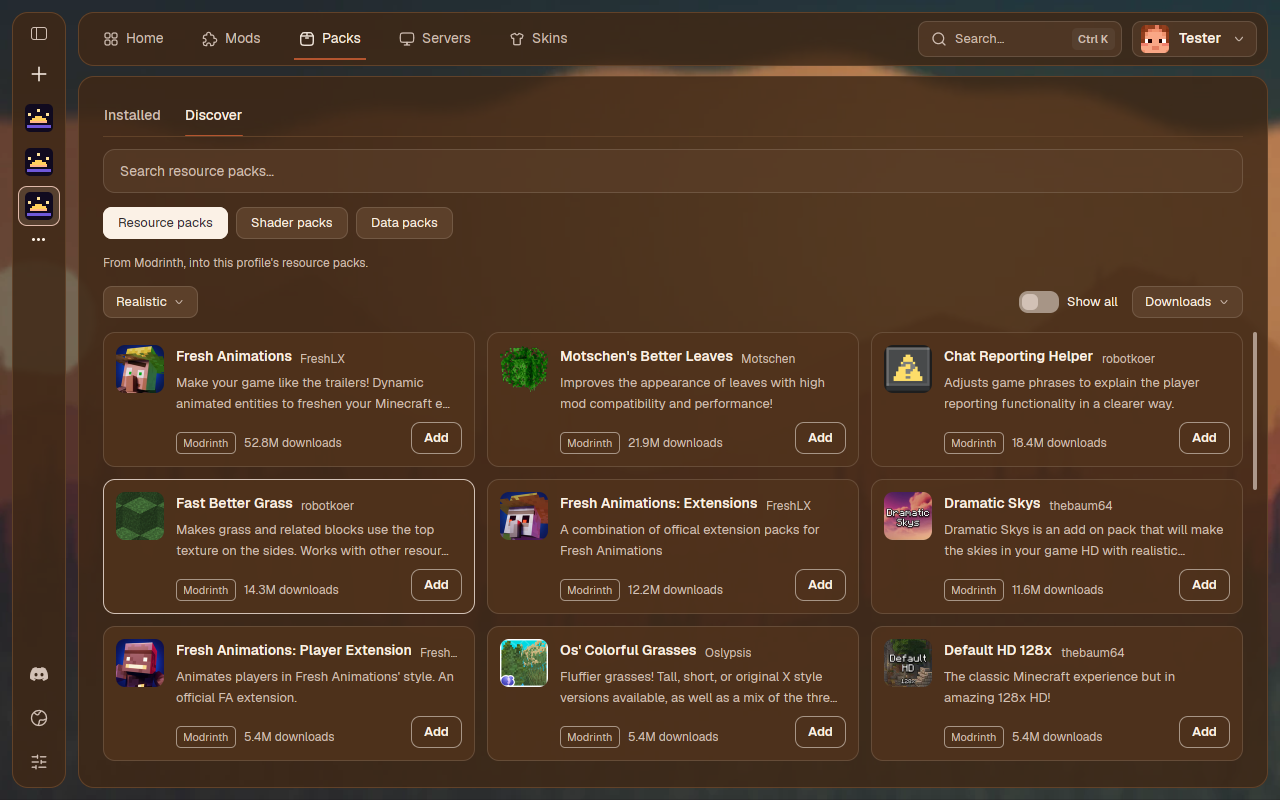 Home
Mods
Packs
Servers
Skins
Search...
Ctrl K
Tester
Installed
Discover
Search resource packs...
Resource packs
Shader packs
Data packs
From Modrinth, into this profile's resource packs.
Realistic
Show all
Downloads
Fresh Animations FreshLX
Make your game like the trailers! Dynamic
animated entities to freshen your Minecraft e...
Modrinth 52.8M downloads
Add
Motschen's Better Leaves Motschen
Improves the appearance of leaves with high
mod compatibility and performance!
Modrinth 21.9M downloads
Add
Chat Reporting Helper robotkoer
Adjusts game phrases to explain the player
reporting functionality in a clearer way.
Modrinth 18.4M downloads
Add
Fast Better Grass robotkoer
Makes grass and related blocks use the top
texture on the sides. Works with other resour...
Modrinth 14.3M downloads
Add
Fresh Animations: Extensions FreshLX
A combination of offical extension packs for
Fresh Animations
Modrinth 12.2M downloads
Add
Dramatic
Skys
Dramatic Skys thebaum64
Dramatic Skys is an add on pack that will make
the skies in your game HD with realistic...
Modrinth 11.6M downloads
Add
Fresh Animations: Player Extension Fresh...
Animates players in Fresh Animations' style. An
official FA extension.
Modrinth 5.4M downloads
Add
Os' Colorful Grasses Oslypsis
Fluffier grasses! Tall, short, or original X style
versions available, as well as a mix of the thre...
Modrinth 5.4M downloads
Add
Default
HD
128x
Default HD 128x thebaum64
The classic Minecraft experience but in
amazing 128x HD!
Modrinth 5.4M downloads
Add